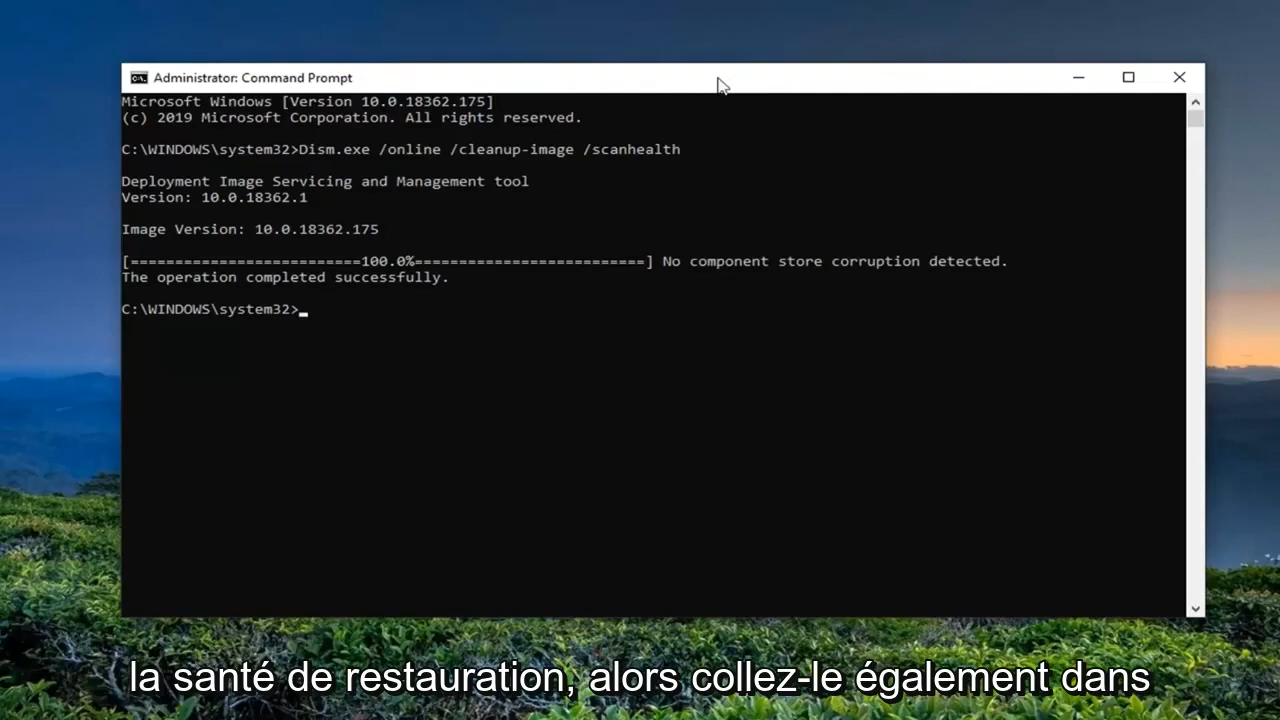 Administrator: Command Prompt
Microsoft Windows [Version 10.0.18362.175]
(c) 2019 Microsoft Corporation. All rights reserved.
C:\WINDOWS\system32>Dism.exe /online /cleanup-image /scanhealth
Deployment Image Servicing and Management tool
Version: 10.0.18362.1
Image Version: 10.0.18362.175
[==========================100.0%==========================] No component store corruption detected.
The operation completed successfully.
C:\WINDOWS\system32>
la santé de restauration, alors collez-le également dans